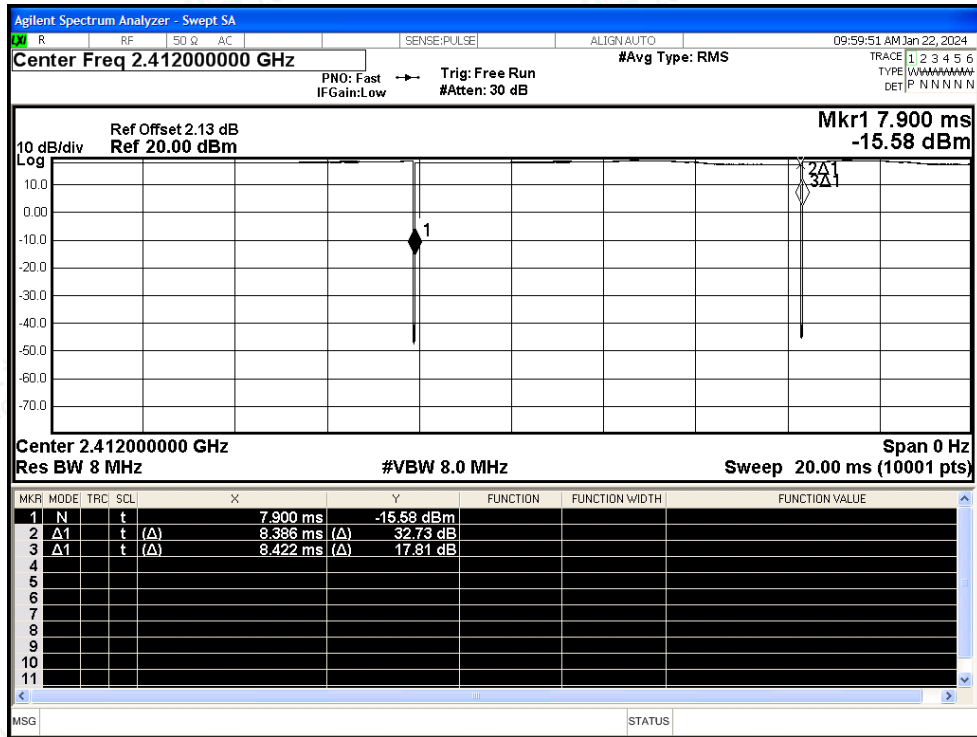 Agilent Spectrum Analyzer - Swept SA
LXI R RF 50 Ω AC SENSE:PULSE ALIGN AUTO 09:59:51 AM Jan 22, 2024
Center Freq 2.412000000 GHz #Avg Type: RMS TRACE 1 2 3 4 5 6
PNO: Fast Trig: Free Run TYPE WWWWWW
IFGain:Low #Atten: 30 dB DET P N N N N N
Mkr1 7.900 ms
-15.58 dBm
Ref Offset 2.13 dB
10 dB/div Ref 20.00 dBm
Log
2Δ1
3Δ1
10.0
0.00
1
-10.0
-20.0
-30.0
-40.0
-50.0
-60.0
-70.0
Center 2.412000000 GHz Span 0 Hz
Res BW 8 MHz #VBW 8.0 MHz Sweep 20.00 ms (10001 pts)
MKR MODE TRC SCL X Y FUNCTION FUNCTION WIDTH FUNCTION VALUE
1 N t 7.900 ms -15.58 dBm
2 Δ1 t (Δ) 8.386 ms (Δ) 32.73 dB
3 Δ1 t (Δ) 8.422 ms (Δ) 17.81 dB
4
5
6
7
8
9
10
11
MSG STATUS